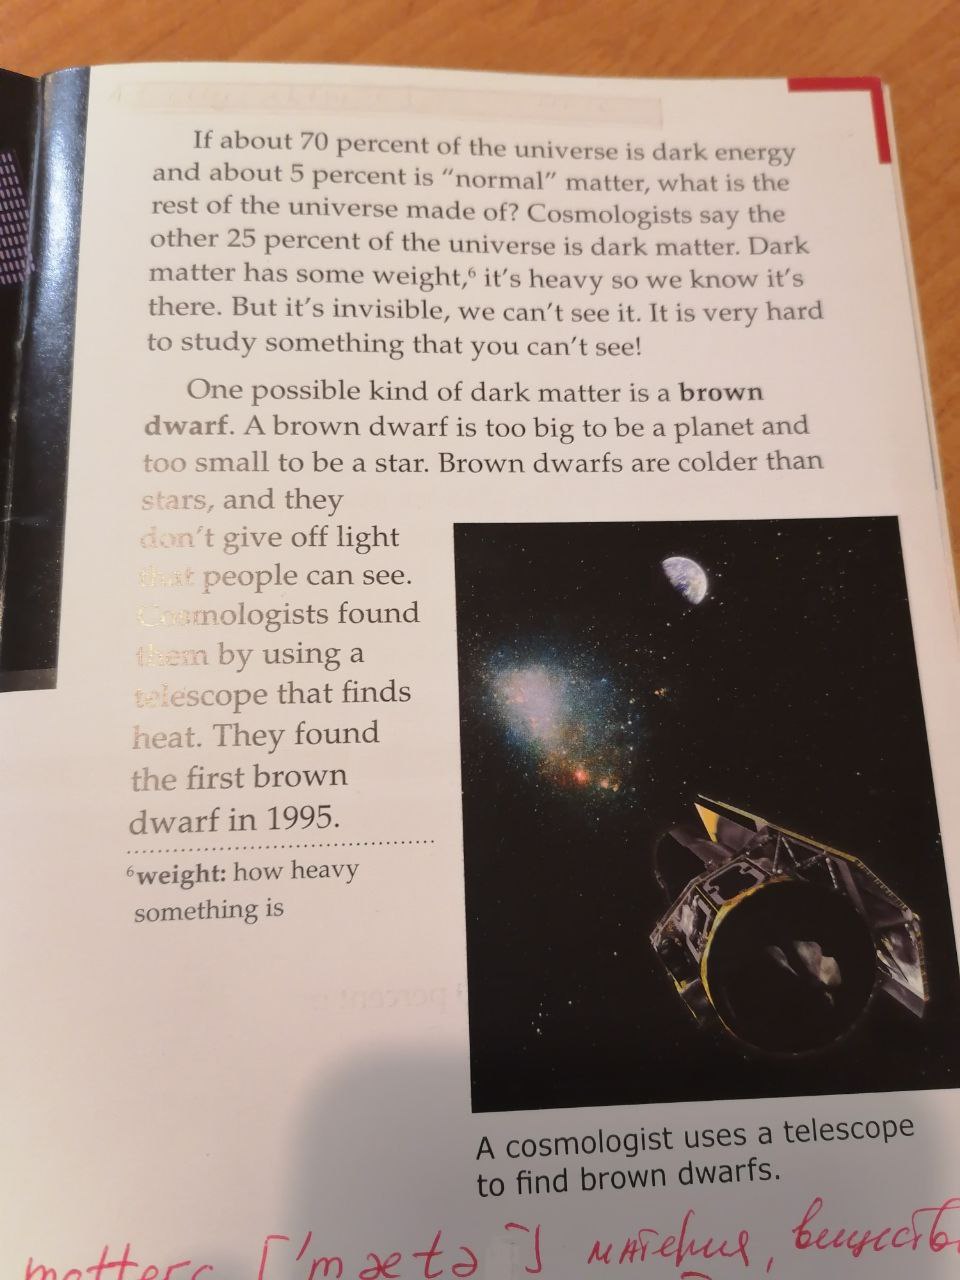 If about 70 percent of the universe is dark energy
and about 5 percent is “normal” matter, what is the
rest of the universe made of? Cosmologists say the
other 25 percent of the universe is dark matter. Dark
matter has some weight,⁶ it’s heavy so we know it’s
there. But it’s invisible, we can’t see it. It is very hard
to study something that you can’t see!
One possible kind of dark matter is a brown
dwarf. A brown dwarf is too big to be a planet and
too small to be a star. Brown dwarfs are colder than
stars, and they
don’t give off light
that people can see.
Cosmologists found
them by using a
telescope that finds
heat. They found
the first brown
dwarf in 1995.
⁶weight: how heavy
something is
A cosmologist uses a telescope
to find brown dwarfs.
['mætə] материя, веществ